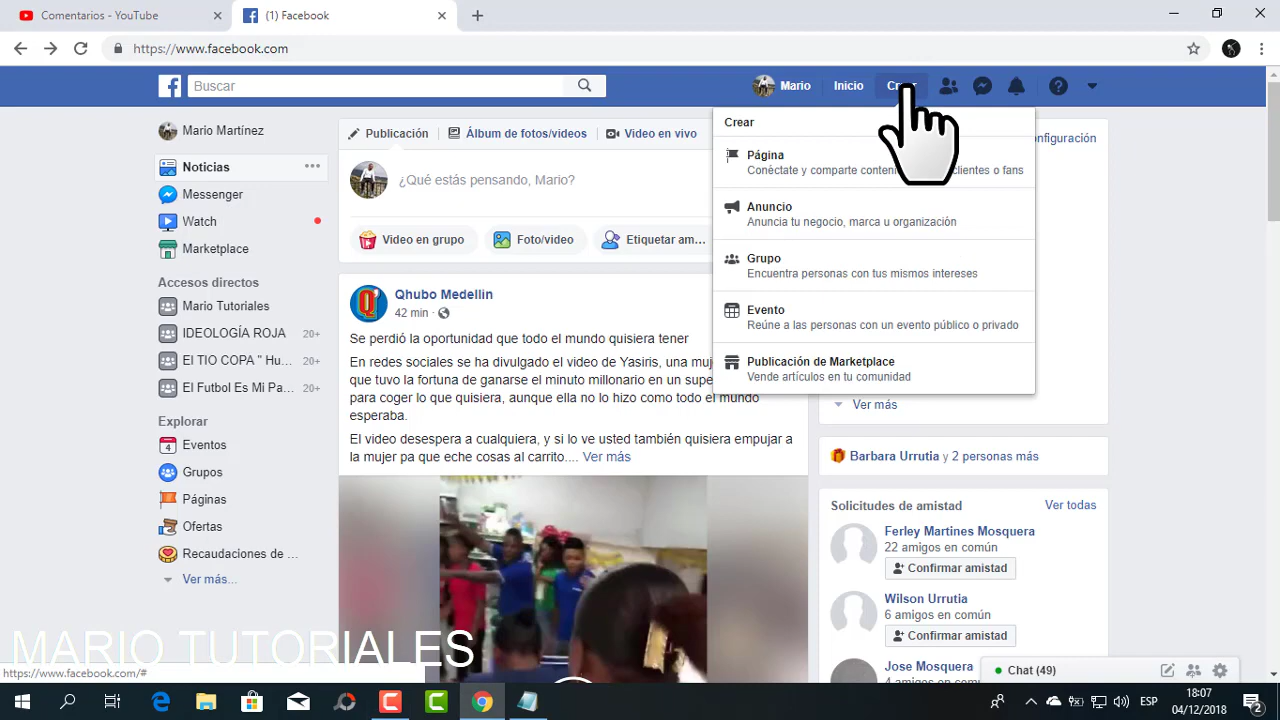 Comentarios - YouTube
(1) Facebook
https://www.facebook.com
Buscar
Mario
Inicio
Mario Martínez
Noticias
Messenger
Watch
Marketplace
Accesos directos
Mario Tutoriales
IDEOLOGÍA ROJA 20+
El TIO COPA " Hu... 20+
El Futbol Es Mi Pa... 20+
Explorar
Eventos
Grupos
Páginas
Ofertas
Recaudaciones de ...
Ver más...
Publicación
Álbum de fotos/videos
Video en vivo
¿Qué estás pensando, Mario?
Video en grupo
Foto/video
Etiquetar am...
Qhubo Medellin
42 min
Se perdió la oportunidad que todo el mundo quisiera tener
En redes sociales se ha divulgado el video de Yasiris, una
que tuvo la fortuna de ganarse el minuto millonario en un
para coger lo que quisiera, aunque ella no lo hizo como todo el mundo
esperaba.
El video desespera a cualquiera, y si lo ve usted también quisiera empujar a
la mujer pa que eche cosas al carrito.... Ver más
Crear
Página
Conéctate y comparte clientes o fans
Anuncio
Anuncia tu negocio, marca u organización
Grupo
Encuentra personas con tus mismos intereses
Evento
Reúne a las personas con un evento público o privado
Publicación de Marketplace
Vende artículos en tu comunidad
Ver más
Barbara Urrutia y 2 personas más
Solicitudes de amistad
Ver todas
Ferley Martines Mosquera
22 amigos en común
Confirmar amistad
Wilson Urrutia
6 amigos en común
Confirmar amistad
Jose Mosquera
Chat (49)
MARIO TUTORIALES
https://www.facebook.com/#
ESP
18:07
04/12/2018
2